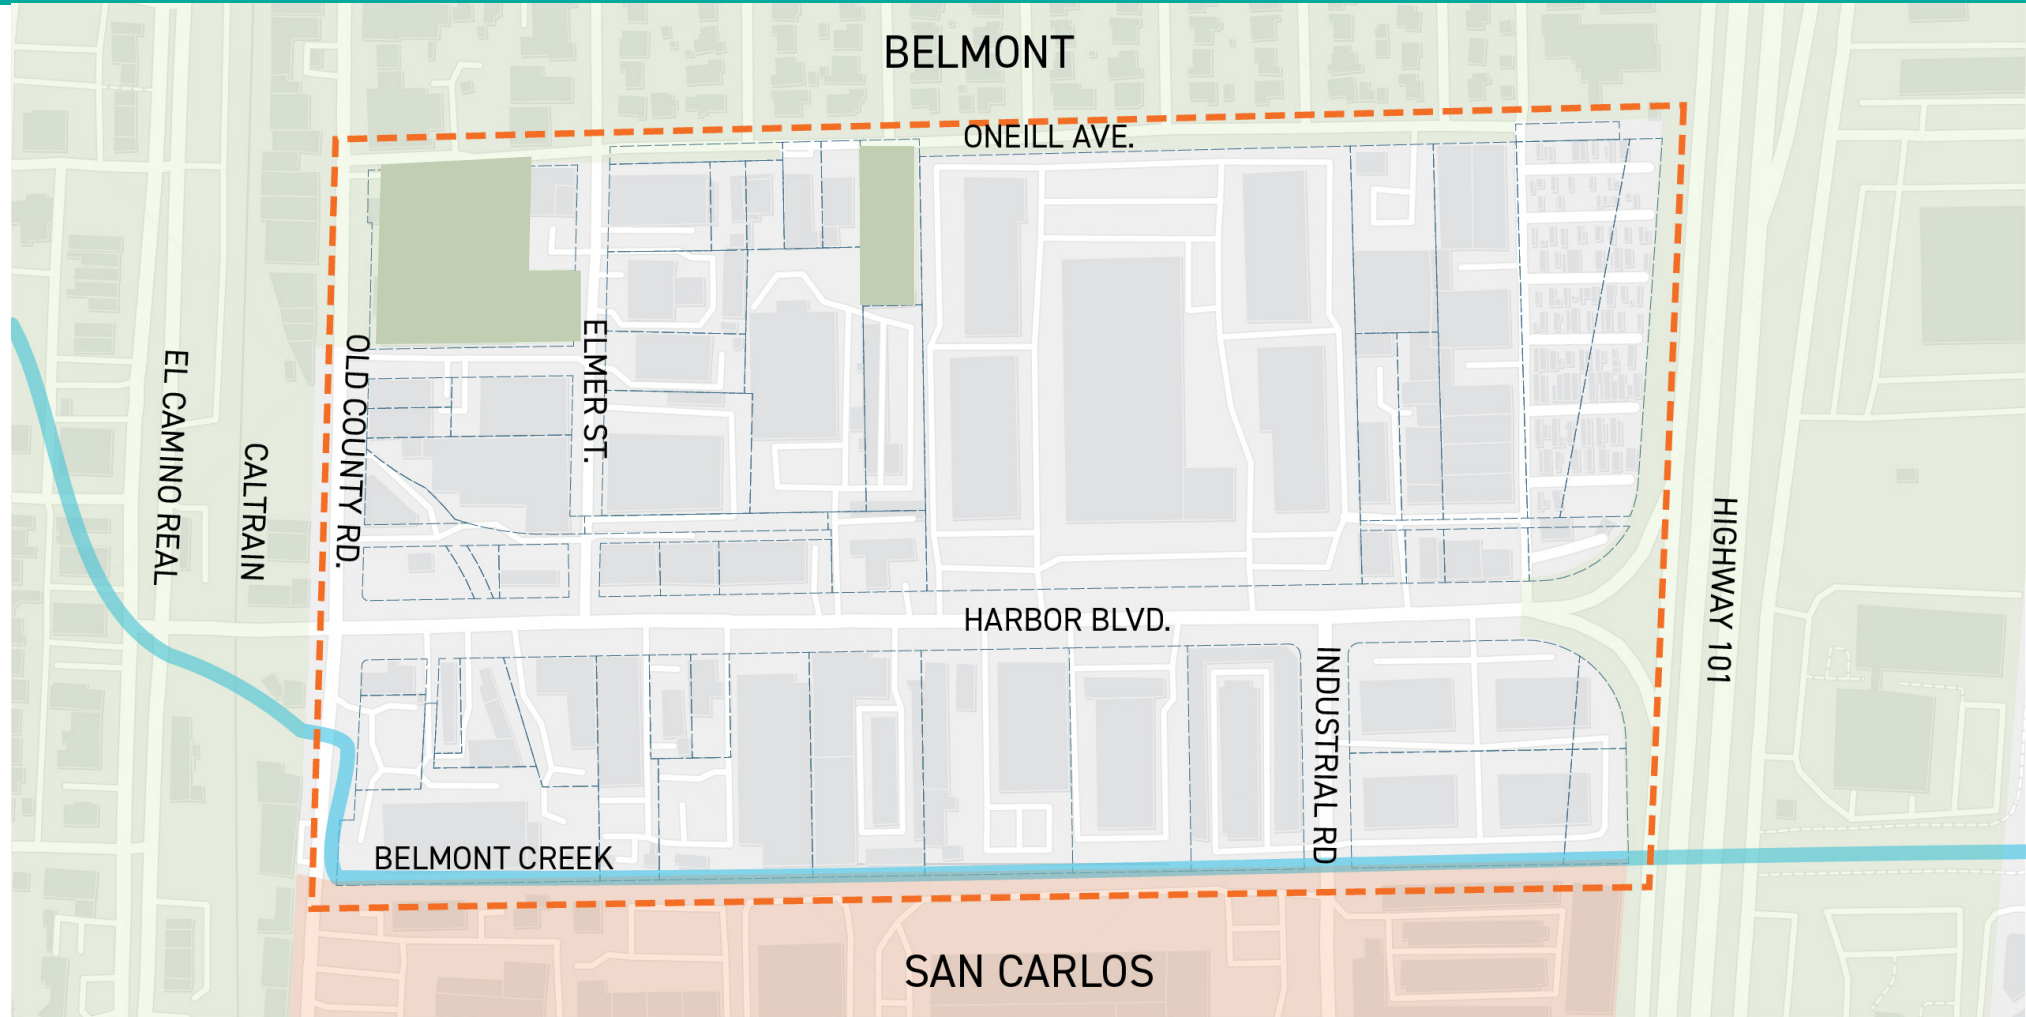 BELMONT
ONEILL AVE.
EL CAMINO REAL
CALTRAIN
OLD COUNTY RD.
ELMER ST.
HIGHWAY 101
HARBOR BLVD.
INDUSTRIAL RD
BELMONT CREEK
SAN CARLOS